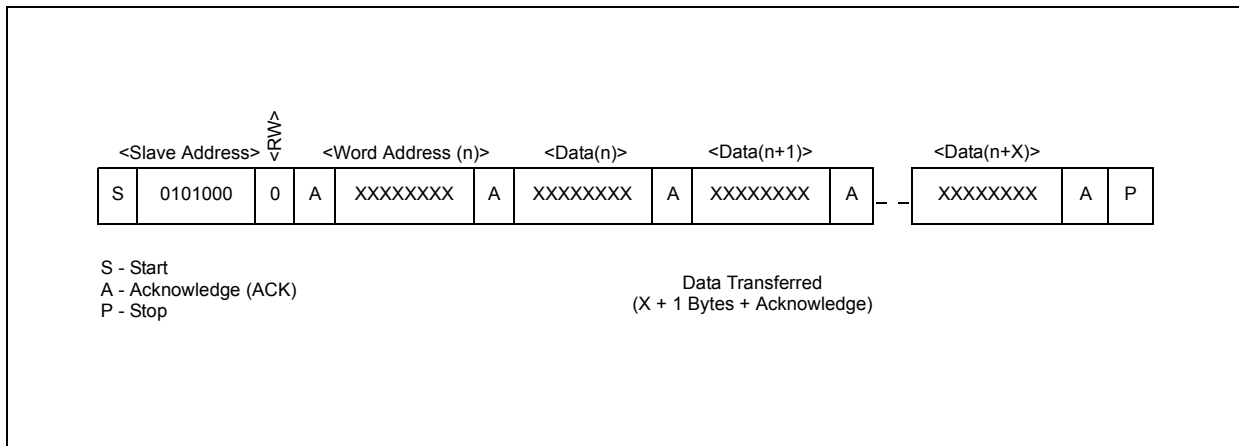 <Slave Address> <RW> <Word Address (n)> <Data(n)> <Data(n+1)> <Data(n+X)>
S 0101000 0 A XXXXXXXX A XXXXXXXX A XXXXXXXX A XXXXXXXX A P
S - Start
A - Acknowledge (ACK)
P - Stop
Data Transferred
(X + 1 Bytes + Acknowledge)